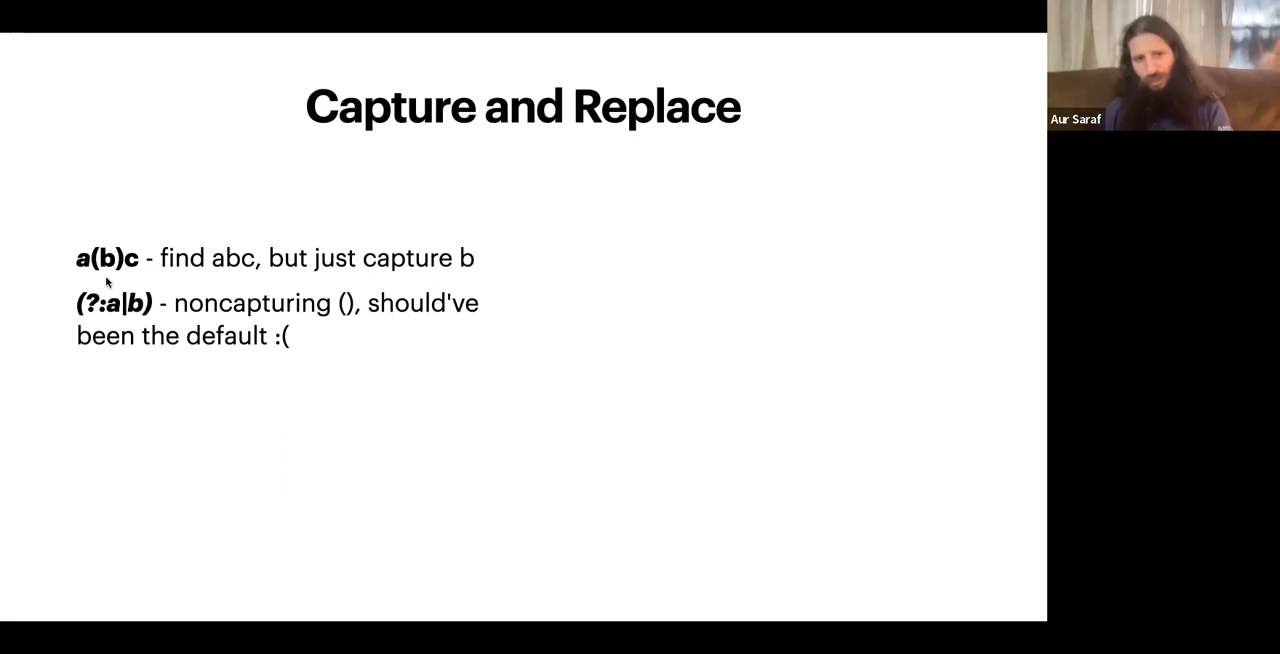 Capture and Replace
Aur Saraf
a(b)c - find abc, but just capture b
(?:a|b) - noncapturing (), should've
been the default :(